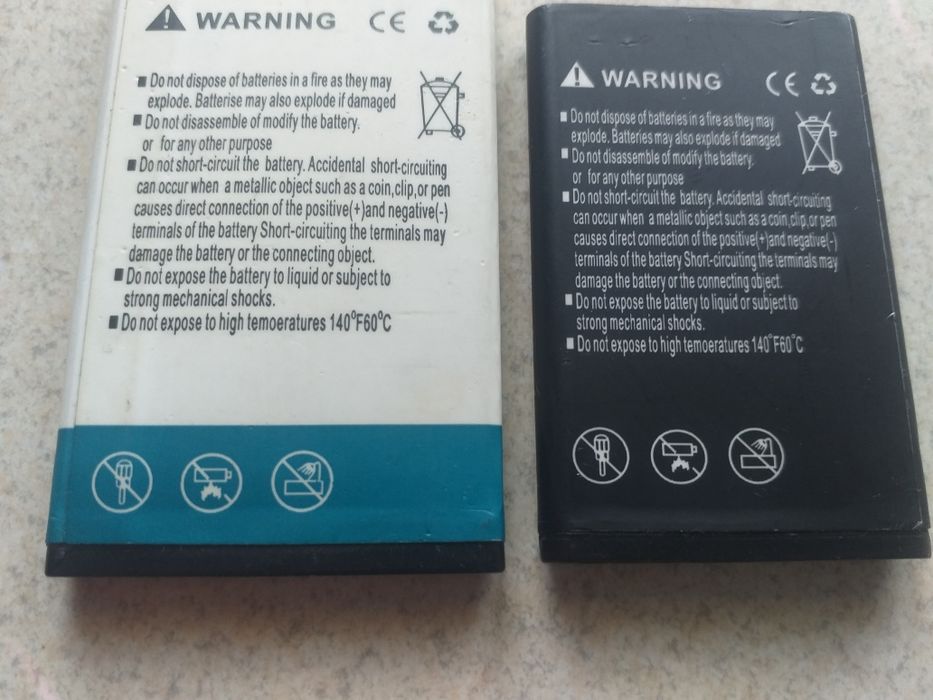 WARNING CE
Do not dispose of batteries in a fire as they may
explode. Batterise may also explode if damaged
Do not disassemble of modify the battery.
or for any other purpose
Do not short-circuit the battery. Accidental short-circuiting
can occur when a metallic object such as a coin,clip,or pen
causes direct connection of the positive(+)and negative(-)
terminals of the battery Short-circuiting the terminals may
damage the battery or the connecting object.
Do not expose the battery to liquid or subject to
strong mechanical shocks.
Do not expose to high temoeratures 140°F60°C
WARNING CE
Do not dispose of batteries in a fire as they may
explode. Batteries may also explode if damaged
Do not disassemble of modify the battery.
or for any other purpose
Do not short-circuit the battery. Accidental short-circuiting
can occur when a metallic object such as a coin,clip,or pen
causes direct connection of the positive(+)and negative(-)
terminals of the battery Short-circuiting the terminals may
damage the battery or the connecting object.
Do not expose the battery to liquid or subject to
strong mechanical shocks.
Do not expose to high temoeratures 140°F60°C